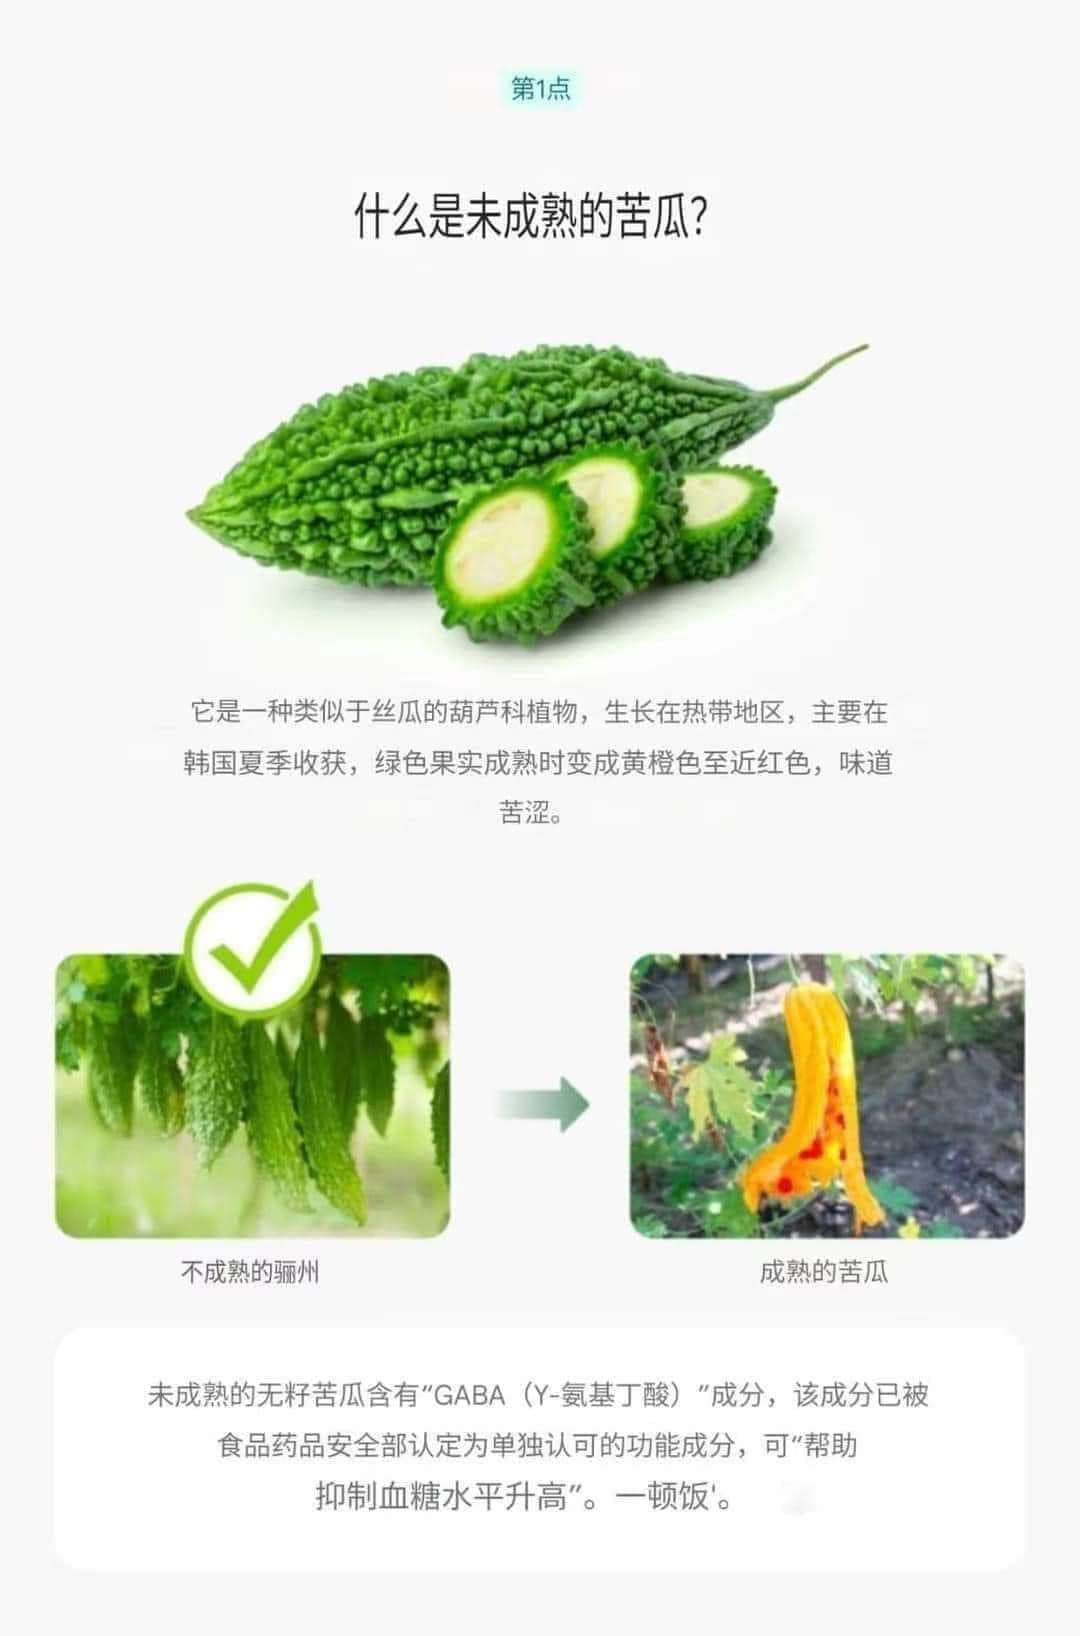 第1点
什么是未成熟的苦瓜？
它是一种类似于丝瓜的葫芦科植物，生长在热带地区，主要在
韩国夏季收获，绿色果实成熟时变成黄橙色至近红色，味道
苦涩。
不成熟的骊州
成熟的苦瓜
未成熟的无籽苦瓜含有“GABA（Y-氨基丁酸）”成分，该成分已被
食品药品安全部认定为单独认可的功能成分，可“帮助
抑制血糖水平升高”。一顿饭'。